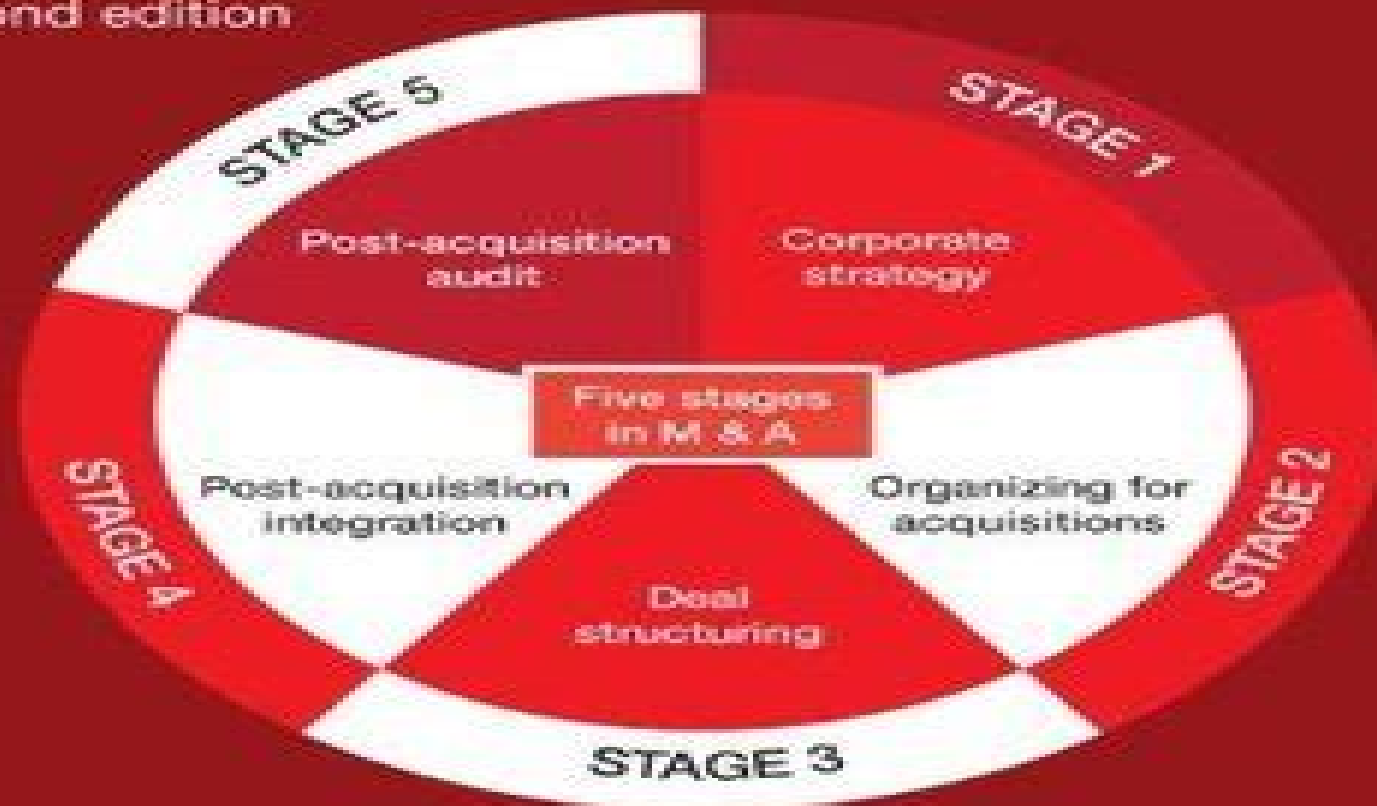 nd edition
STAGE 1
Corporate
strategy
STAGE 2
Organizing for
acquisitions
STAGE 3
Deal
structuring
STAGE 4
Post-acquisition
integration
STAGE 5
Post-acquisition
audit
Five stages
in M & A